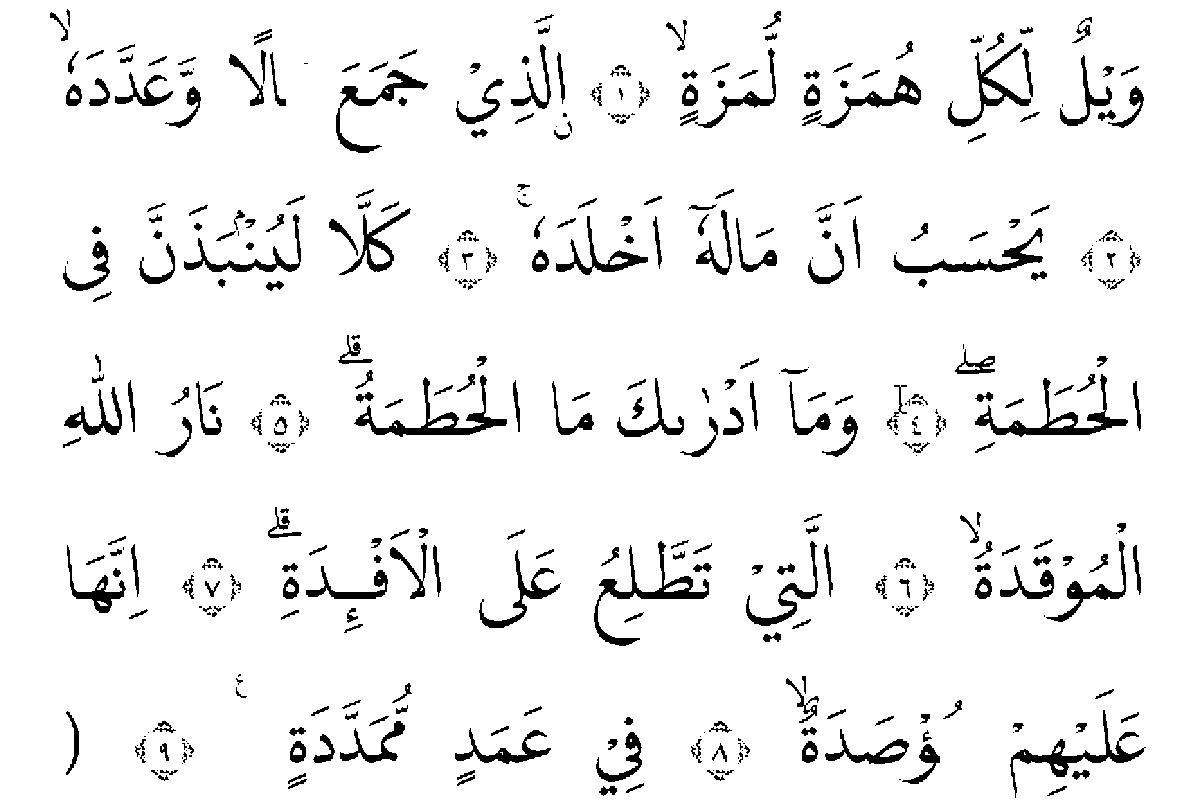 وَيْلٌ لِّكُلِّ هُمَزَةٍ لُّمَزَةٍۙ ١ ۨالَّذِيْ جَمَعَ الًا وَّعَدَّدَهٗۙ
٢ يَحْسَبُ اَنَّ مَالَهٗٓ اَخْلَدَهٗۚ ٣ كَلَّا لَيُنْۢبَذَنَّ فِى
الْحُطَمَةِۖ ٤ وَمَآ اَدْرٰىكَ مَا الْحُطَمَةُۗ ٥ نَارُ اللّٰهِ
الْمُوْقَدَةُۙ ٦ الَّتِيْ تَطَّلِعُ عَلَى الْاَفْـِٕدَةِۗ ٧ اِنَّهَا
عَلَيْهِمْ ُؤْصَدَةٌۙ ٨ فِيْ عَمَدٍ مُّمَدَّدَةٍ ࣖ ٩ (